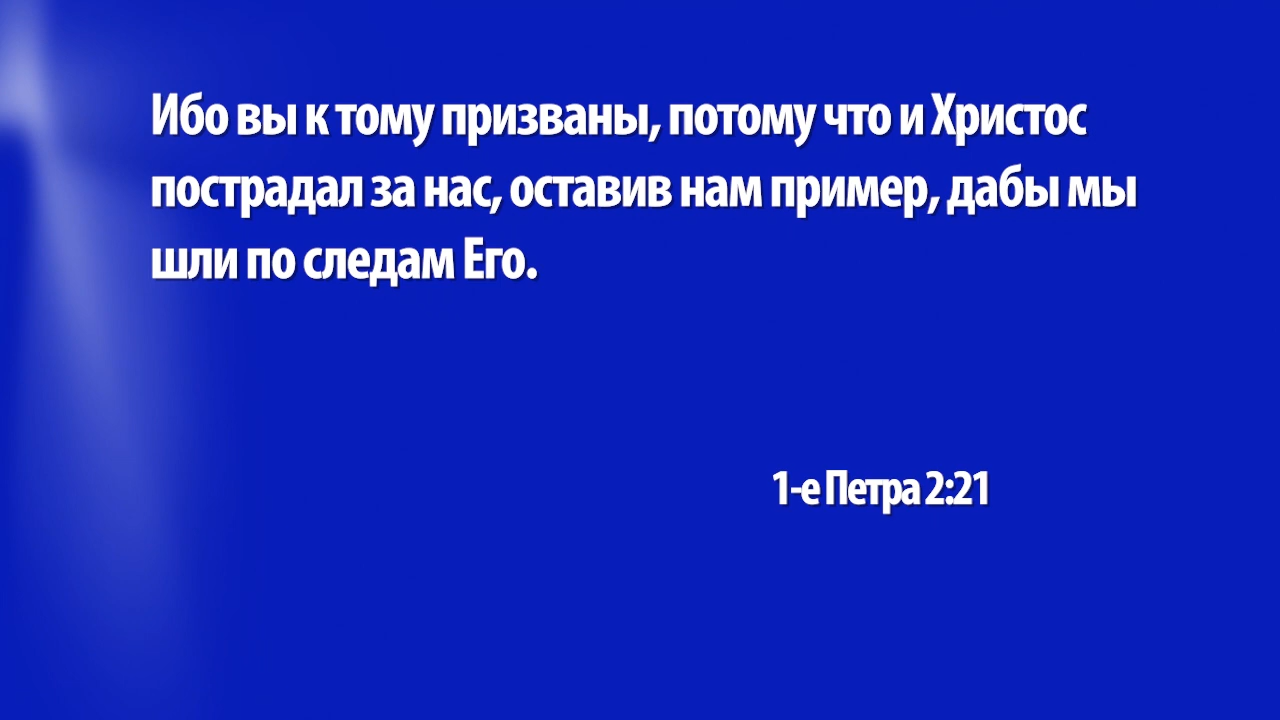 Ибо вы к тому призваны, потому что и Христос
пострадал за нас, оставив нам пример, дабы мы
шли по следам Его.
1-е Петра 2:21